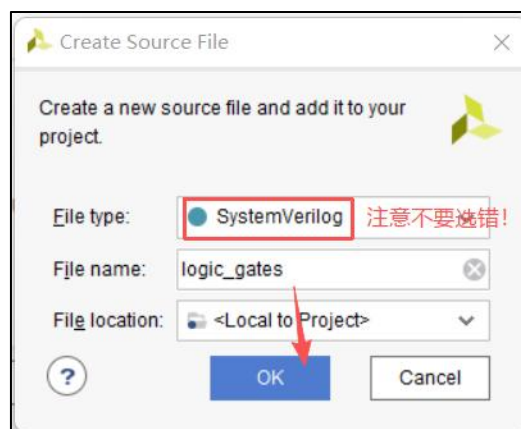 Create Source File
Create a new source file and add it to your
project.
File type: SystemVerilog 注意不要选错!
File name: logic_gates
File location: <Local to Project>
? OK Cancel